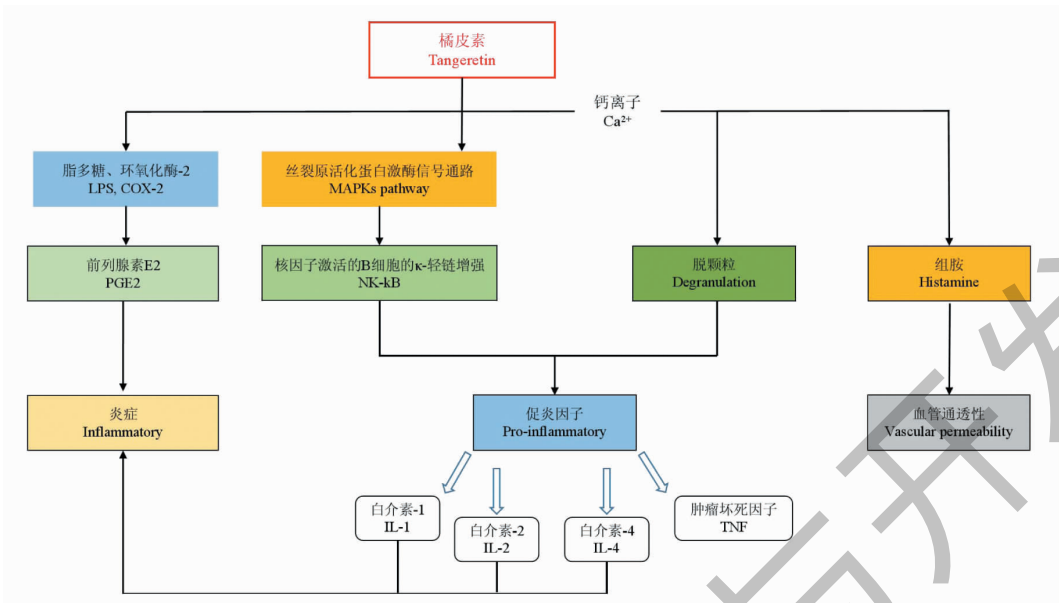 橘皮素
Tangeretin
钙离子
Ca²⁺
脂多糖、环氧化酶-2
LPS, COX-2
丝裂原活化蛋白激酶信号通路
MAPKs pathway
前列腺素E2
PGE2
核因子激活的B细胞的κ-轻链增强
NK-kB
脱颗粒
Degranulation
组胺
Histamine
炎症
Inflammatory
促炎因子
Pro-inflammatory
血管通透性
Vascular permeability
白介素-1
IL-1
白介素-2
IL-2
白介素-4
IL-4
肿瘤坏死因子
TNF
与开发